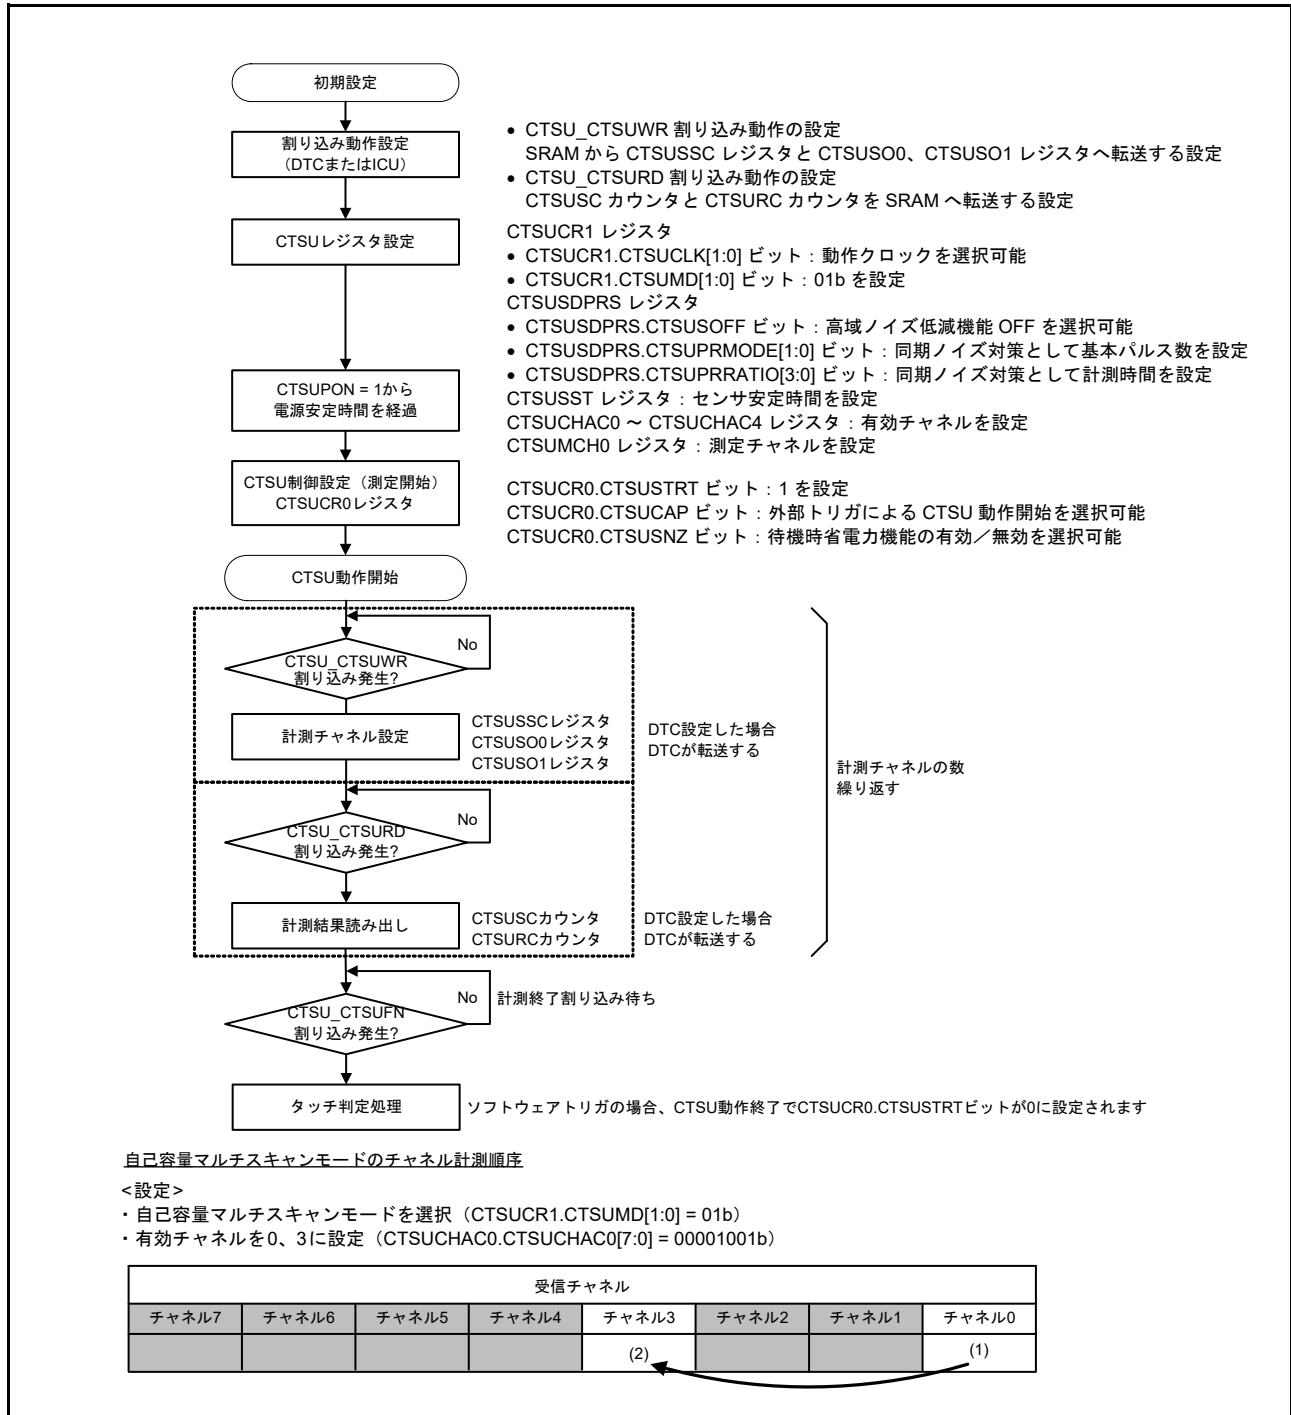 初期設定
割り込み動作設定
（DTCまたはICU）
• CTSU_CTSUWR 割り込み動作の設定
SRAM から CTSUSSC レジスタと CTSUSO0、CTSUSO1 レジスタへ転送する設定
• CTSU_CTSURD 割り込み動作の設定
CTSUSC カウンタと CTSURC カウンタを SRAM へ転送する設定
CTSUレジスタ設定
CTSUCR1 レジスタ
• CTSUCR1.CTSUCLK[1:0] ビット：動作クロックを選択可能
• CTSUCR1.CTSUMD[1:0] ビット：01b を設定
CTSUSDPRS レジスタ
• CTSUSDPRS.CTSUSOFF ビット：高域ノイズ低減機能 OFF を選択可能
• CTSUSDPRS.CTSUPRMODE[1:0] ビット：同期ノイズ対策として基本パルス数を設定
• CTSUSDPRS.CTSUPRRATIO[3:0] ビット：同期ノイズ対策として計測時間を設定
CTSUSST レジスタ：センサ安定時間を設定
CTSUCHAC0 ～ CTSUCHAC4 レジスタ：有効チャネルを設定
CTSUMCH0 レジスタ：測定チャネルを設定
CTSUPON = 1から
電源安定時間を経過
CTSU制御設定（測定開始）
CTSUCR0レジスタ
CTSUCR0.CTSUSTRT ビット：1 を設定
CTSUCR0.CTSUCAP ビット：外部トリガによる CTSU 動作開始を選択可能
CTSUCR0.CTSUSNZ ビット：待機時省電力機能の有効／無効を選択可能
CTSU動作開始
No
CTSU_CTSUWR
割り込み発生?
計測チャネル設定
CTSUSSCレジスタ
CTSUSO0レジスタ
CTSUSO1レジスタ
DTC設定した場合
DTCが転送する
計測チャネルの数
繰り返す
No
CTSU_CTSURD
割り込み発生?
計測結果読み出し
CTSUSCカウンタ
CTSURCカウンタ
DTC設定した場合
DTCが転送する
No
計測終了割り込み待ち
CTSU_CTSUFN
割り込み発生?
タッチ判定処理
ソフトウェアトリガの場合、CTSU動作終了でCTSUCR0.CTSUSTRTビットが0に設定されます
自己容量マルチスキャンモードのチャネル計測順序
<設定>
・自己容量マルチスキャンモードを選択（CTSUCR1.CTSUMD[1:0] = 01b）
・有効チャネルを0、3に設定（CTSUCHAC0.CTSUCHAC0[7:0] = 00001001b）
受信チャネル
チャネル7 チャネル6 チャネル5 チャネル4 チャネル3 チャネル2 チャネル1 チャネル0
(2) (1)